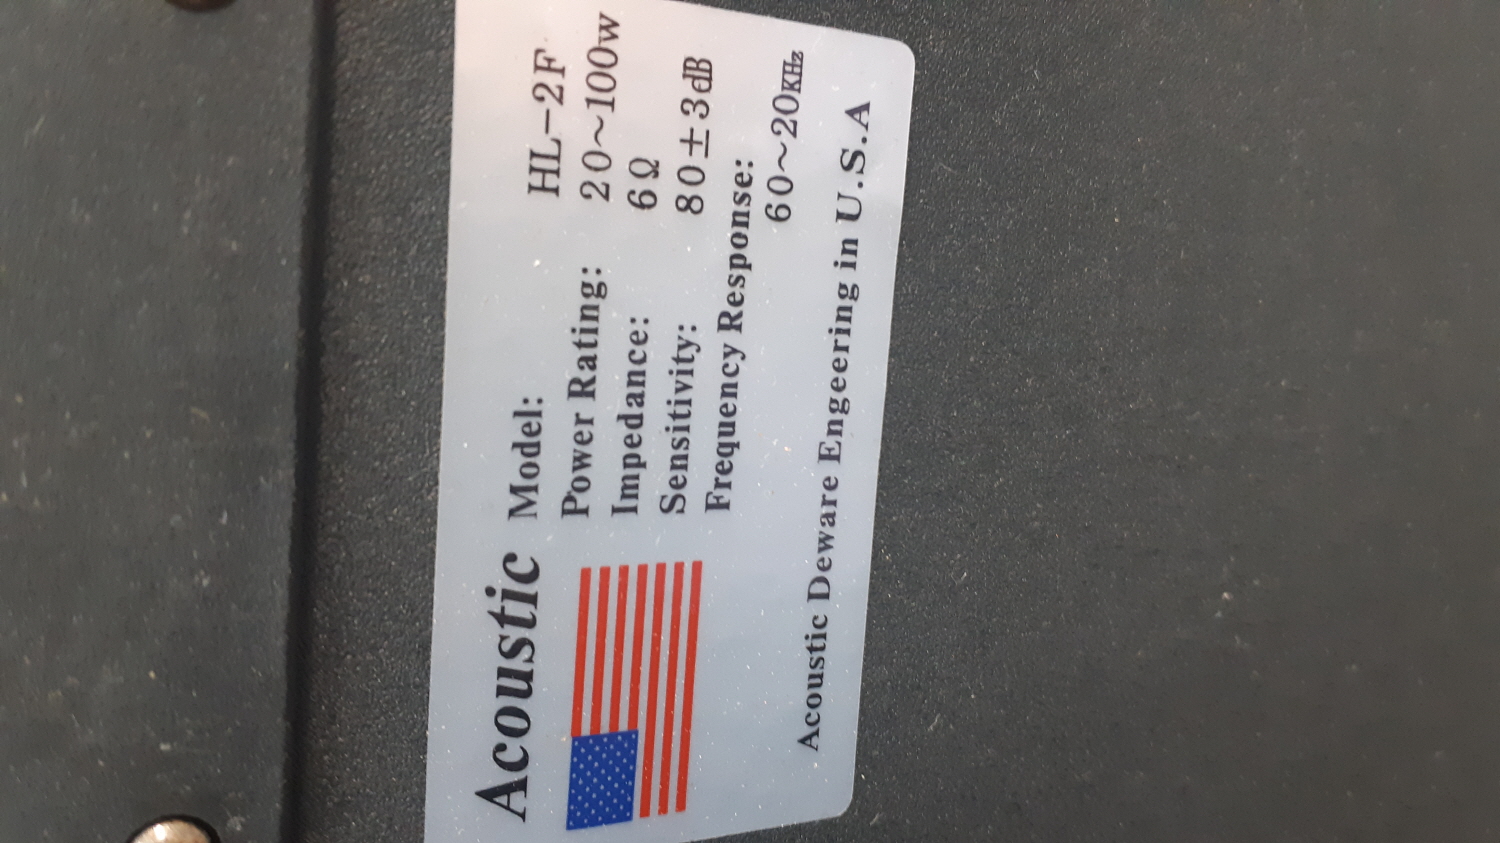 Acoustic
Model: HL-2F
Power Rating: 20~100w
Impedance: 6Ω
Sensitivity: 80±3dB
Frequency Response:
60~20KHz
Acoustic Deware Engeering in U.S.A